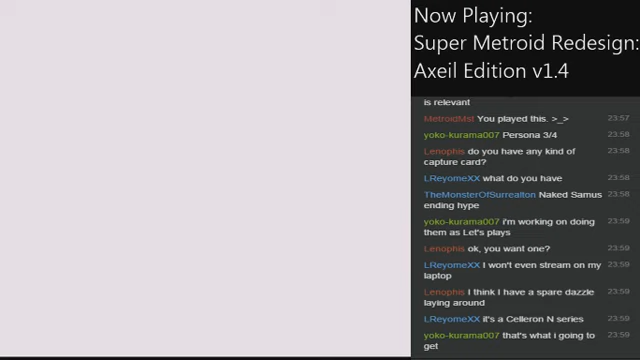 Now Playing:
Super Metroid Redesign:
Axeil Edition v1.4
is relevant
MetroidMst You played this. >_> 23:57
yoko-kurama007 Persona 3/4 23:58
Lenophis do you have any kind of 23:58
capture card?
LReyomeXX what do you have 23:58
TheMonsterOfSurrealton Naked Samus 23:58
ending hype
yoko-kurama007 i'm working on doing 23:59
them as Let's plays
Lenophis ok, you want one? 23:59
LReyomeXX I won't even stream on my 23:59
laptop
Lenophis I think I have a spare dazzle 23:59
laying around
LReyomeXX it's a Celleron N series 23:59
yoko-kurama007 that's what i going to 23:59
get